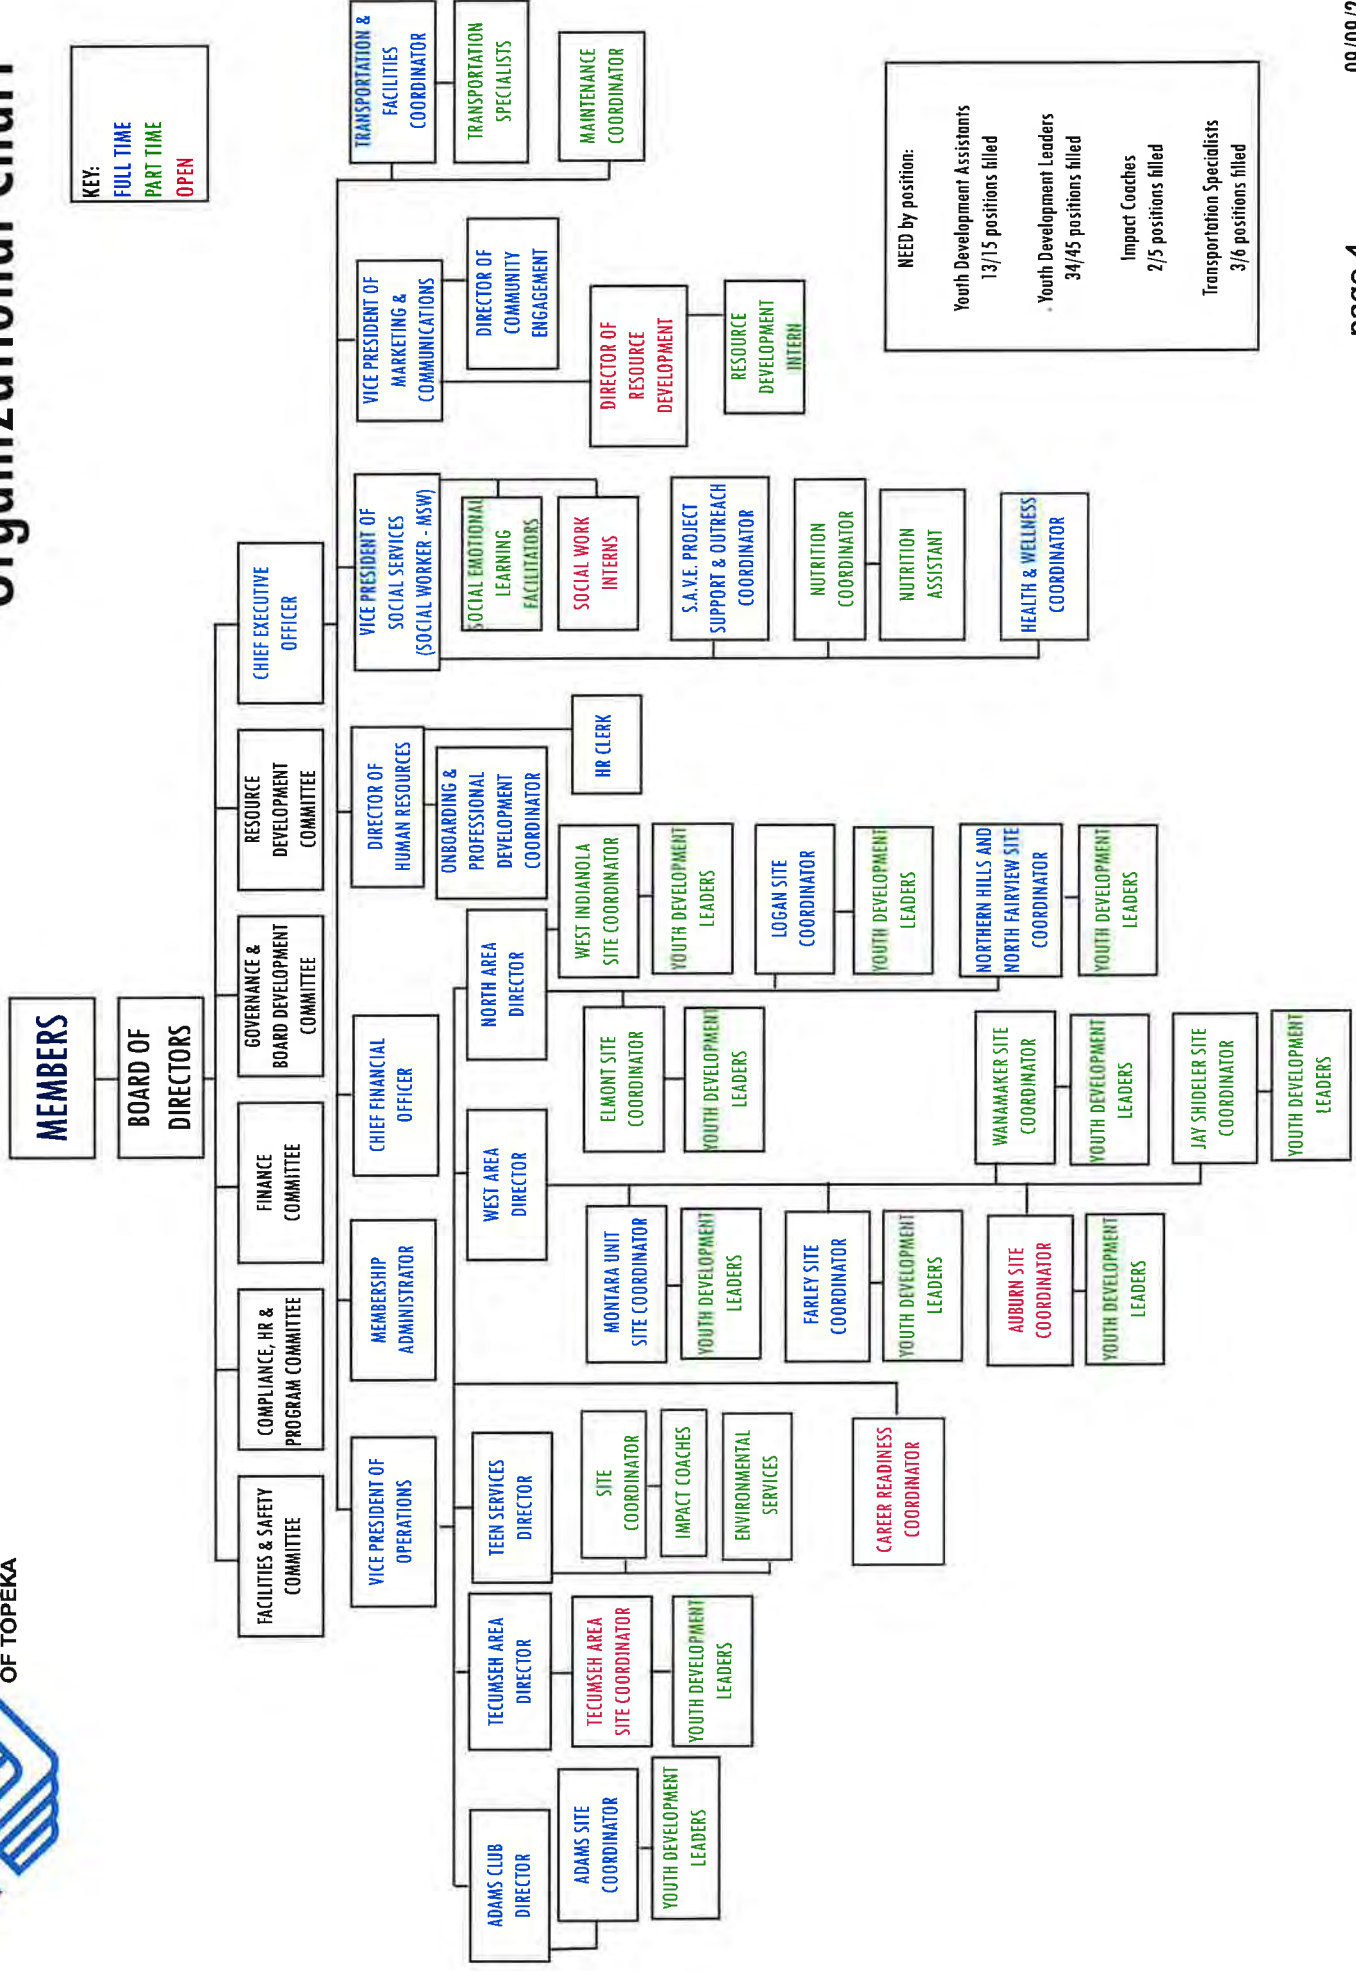 OF TOPEKA
organizational chart
KEY:
FULL TIME
PART TIME
OPEN
MEMBERS
BOARD OF
DIRECTORS
FACILITIES & SAFETY
COMMITTEE
COMPLIANCE, HR &
PROGRAM COMMITTEE
FINANCE
COMMITTEE
GOVERNANCE &
BOARD DEVELOPMENT
COMMITTEE
RESOURCE
DEVELOPMENT
COMMITTEE
CHIEF EXECUTIVE
OFFICER
VICE PRESIDENT OF
OPERATIONS
MEMBERSHIP
ADMINISTRATOR
CHIEF FINANCIAL
OFFICER
DIRECTOR OF
HUMAN RESOURCES
VICE PRESIDENT OF
SOCIAL SERVICES
(SOCIAL WORKER - MSW)
VICE PRESIDENT OF
MARKETING &
COMMUNICATIONS
TRANSPORTATION &
FACILITIES
COORDINATOR
TRANSPORTATION
SPECIALISTS
MAINTENANCE
COORDINATOR
DIRECTOR OF
COMMUNITY
ENGAGEMENT
DIRECTOR OF
RESOURCE
DEVELOPMENT
RESOURCE
DEVELOPMENT
INTERN
SOCIAL EMOTIONAL
LEARNING
FACILITATORS
SOCIAL WORK
INTERNS
S.A.V.E. PROJECT
SUPPORT & OUTREACH
COORDINATOR
NUTRITION
COORDINATOR
NUTRITION
ASSISTANT
HEALTH & WELLNESS
COORDINATOR
ONBOARDING &
PROFESSIONAL
DEVELOPMENT
COORDINATOR
HR CLERK
ADAMS CLUB
DIRECTOR
ADAMS SITE
COORDINATOR
YOUTH DEVELOPMENT
LEADERS
TECUMSEH AREA
DIRECTOR
TECUMSEH AREA
SITE COORDINATOR
YOUTH DEVELOPMENT
LEADERS
TEEN SERVICES
DIRECTOR
SITE
COORDINATOR
IMPACT COACHES
ENVIRONMENTAL
SERVICES
CAREER READINESS
COORDINATOR
WEST AREA
DIRECTOR
MONTARA UNIT
SITE COORDINATOR
YOUTH DEVELOPMENT
LEADERS
FARLEY SITE
COORDINATOR
YOUTH DEVELOPMENT
LEADERS
AUBURN SITE
COORDINATOR
YOUTH DEVELOPMENT
LEADERS
WANAMAKER SITE
COORDINATOR
YOUTH DEVELOPMENT
LEADERS
JAY SHIDELER SITE
COORDINATOR
YOUTH DEVELOPMENT
LEADERS
NORTH AREA
DIRECTOR
ELMONT SITE
COORDINATOR
YOUTH DEVELOPMENT
LEADERS
WEST INDIANOLA
SITE COORDINATOR
YOUTH DEVELOPMENT
LEADERS
LOGAN SITE
COORDINATOR
YOUTH DEVELOPMENT
LEADERS
NORTHERN HILLS AND
NORTH FAIRVIEW SITE
COORDINATOR
YOUTH DEVELOPMENT
LEADERS
NEED by position:
Youth Development Assistants
13/15 positions filled
Youth Development Leaders
34/45 positions filled
Impact Coaches
2/5 positions filled
Transportation Specialists
3/6 positions filled
page 4